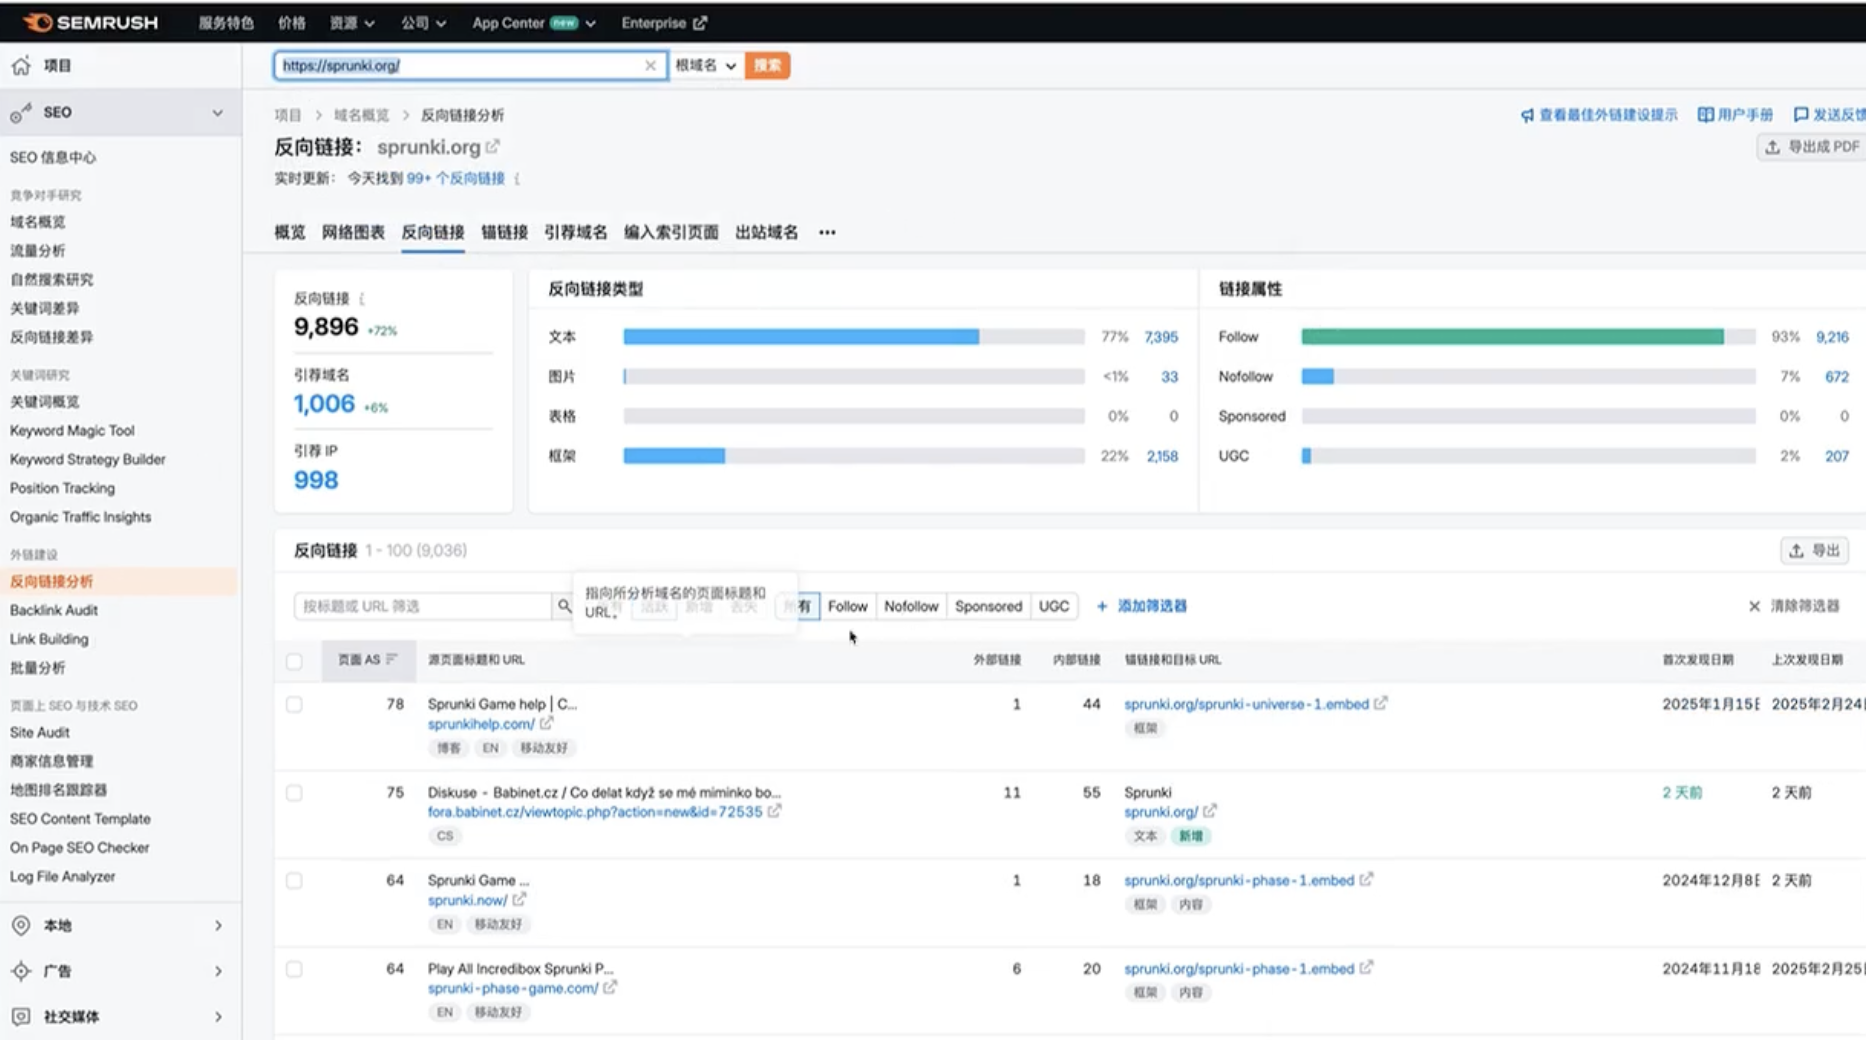 SEMRUSH 服务特色 价格 资源 公司 App Center new Enterprise
项目
https://sprunki.org/ 根域名 搜索
SEO
项目 > 域名概览 > 反向链接分析
查看最佳外链建设提示 用户手册 发送反馈
反向链接： sprunki.org
导出成 PDF
实时更新： 今天找到 99+ 个反向链接
概览 网络图表 反向链接 锚链接 引荐域名 编入索引页面 出站域名 •••
SEO 信息中心
竞争对手研究
域名概览
流量分析
自然搜索研究
关键词差异
反向链接差异
关键词研究
关键词概览
Keyword Magic Tool
Keyword Strategy Builder
Position Tracking
Organic Traffic Insights
外链建设
反向链接分析
Backlink Audit
Link Building
批量分析
页面上 SEO 与技术 SEO
Site Audit
商家信息管理
地图排名跟踪器
SEO Content Template
On Page SEO Checker
Log File Analyzer
本地
广告
社交媒体
反向链接
9,896 +72%
引荐域名
1,006 +6%
引荐 IP
998
反向链接类型
文本 77% 7,395
图片 <1% 33
表格 0% 0
框架 22% 2,158
链接属性
Follow 93% 9,216
Nofollow 7% 672
Sponsored 0% 0
UGC 2% 207
反向链接 1 - 100 (9,036)
导出
按标题或 URL 筛选
指向所分析域名的页面标题和
URL。
所有 活跃 新增 丢失 所有 Follow Nofollow Sponsored UGC + 添加筛选器 清除筛选器
页面 AS 源页面标题和 URL 外部链接 内部链接 锚链接和目标 URL 首次发现日期 上次发现日期
78 Sprunki Game help | C... 1 44 sprunki.org/sprunki-universe-1.embed 2025年1月15 2025年2月24
sprunkihelp.com/ 框架
博客 EN 移动友好
75 Diskuse - Babinet.cz / Co delat když se mé miminko bo... 11 55 Sprunki 2 天前 2 天前
fora.babinet.cz/viewtopic.php?action=new&id=72535 sprunki.org/
CS 文本 新增
64 Sprunki Game ... 1 18 sprunki.org/sprunki-phase-1.embed 2024年12月8 2 天前
sprunki.now/ 框架 内容
EN 移动友好
64 Play All Incredibox Sprunki P... 6 20 sprunki.org/sprunki-phase-1.embed 2024年11月18 2025年2月25
sprunki-phase-game.com/ 框架 内容
EN 移动友好